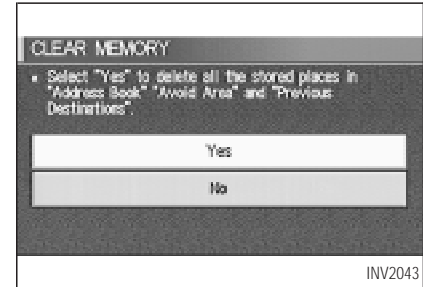 CLEAR MEMORY
• Select "Yes" to delete all the stored places in
"Address Book" "Avoid Area" and "Previous
Destinations".
Yes
No
INV2043